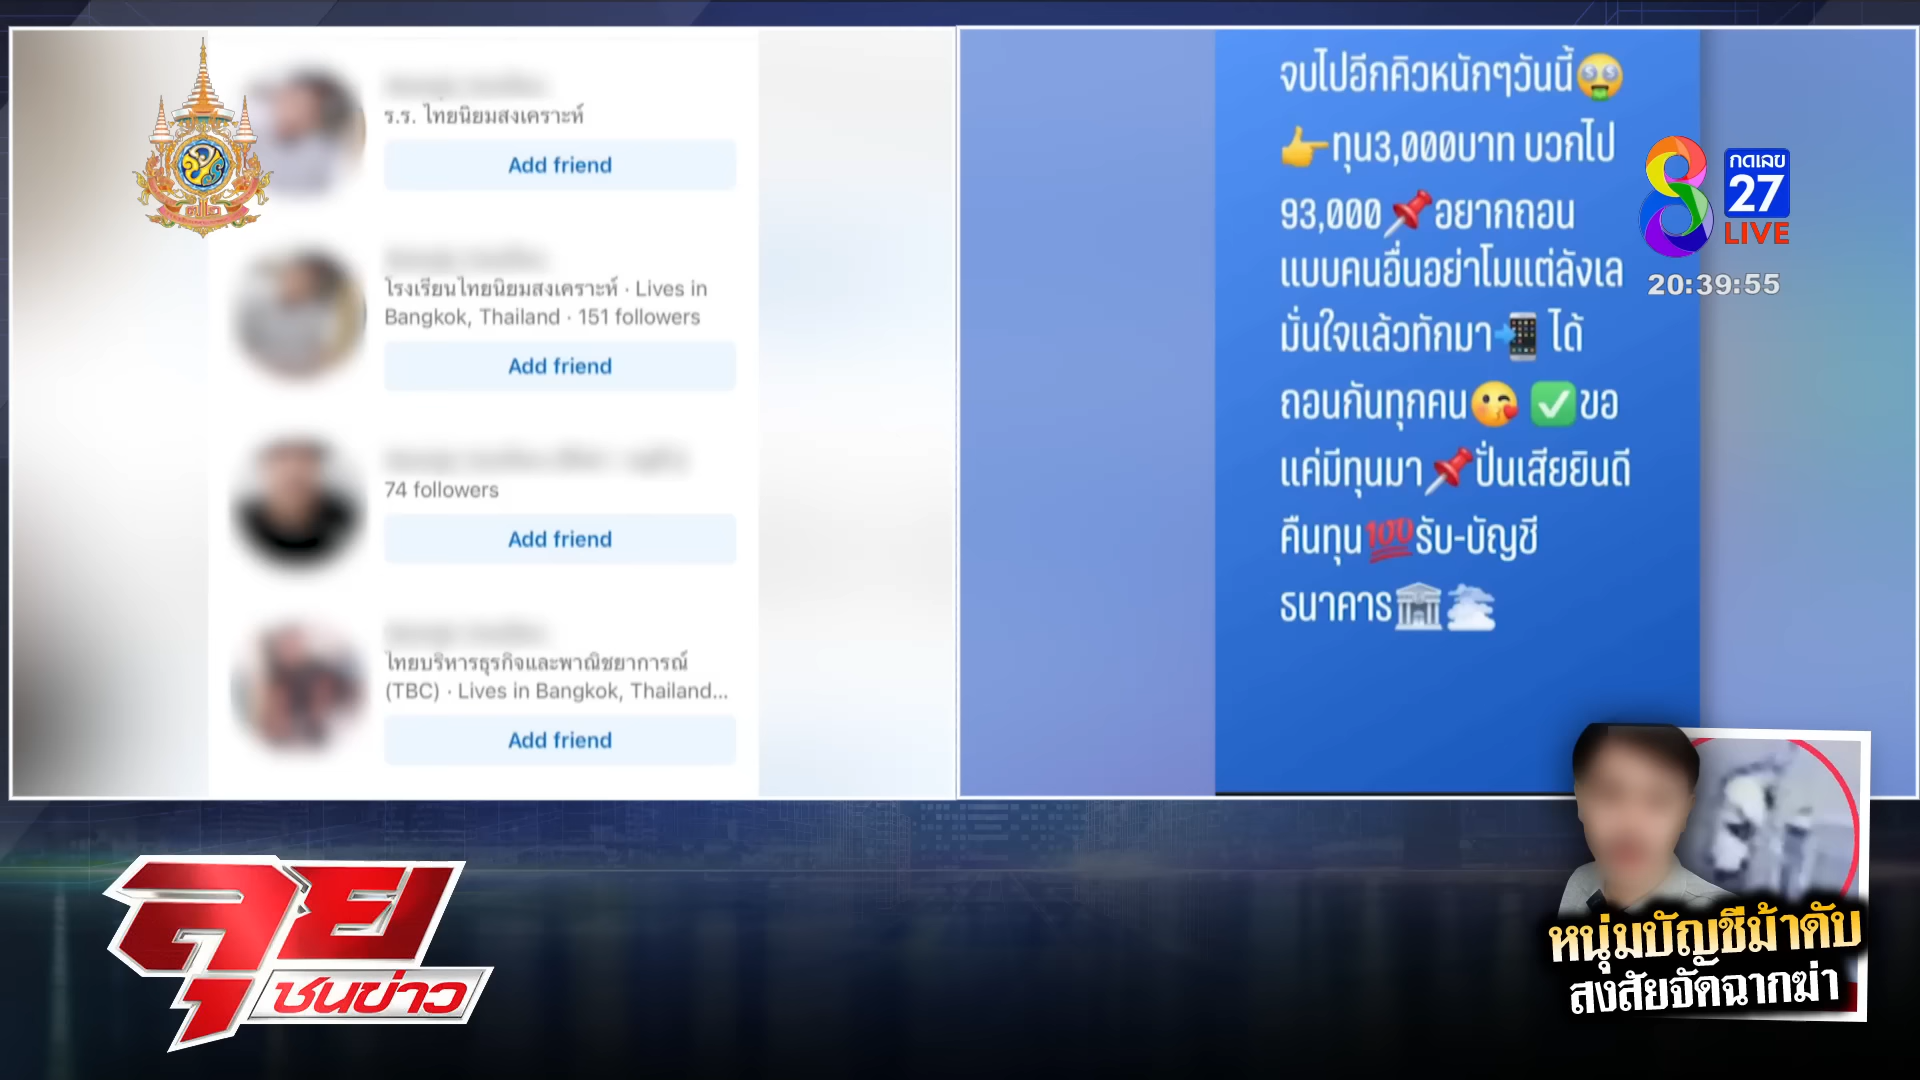 ร.ร. ไทยนิยมสงเคราะห์
Add friend
โรงเรียนไทยนิยมสงเคราะห์ · Lives in
Bangkok, Thailand · 151 followers
Add friend
74 followers
Add friend
ไทยบริหารธุรกิจและพาณิชยาการณ์
(TBC) · Lives in Bangkok, Thailand...
Add friend
จบไปอีกคิวหนักๆวันนี้🤑
👉ทุน3,000บาท บวกไป
93,000📌อยากถอน
แบบคนอื่นอย่าโมแต่ลังเล
มั่นใจแล้วทักมา📲 ได้
ถอนกันทุกคน😘 ✅ขอ
แค่มีทุนมา📌ปั่นเสียยินดี
คืนทุน💯รับ-บัญชี
ธนาคาร🏛🌥
8
กดเลข
27
LIVE
20:39:55
ลุย
ชนข่าว
หนุ่มบัญชีม้าดับ
สงสัยจัดฉากฆ่า